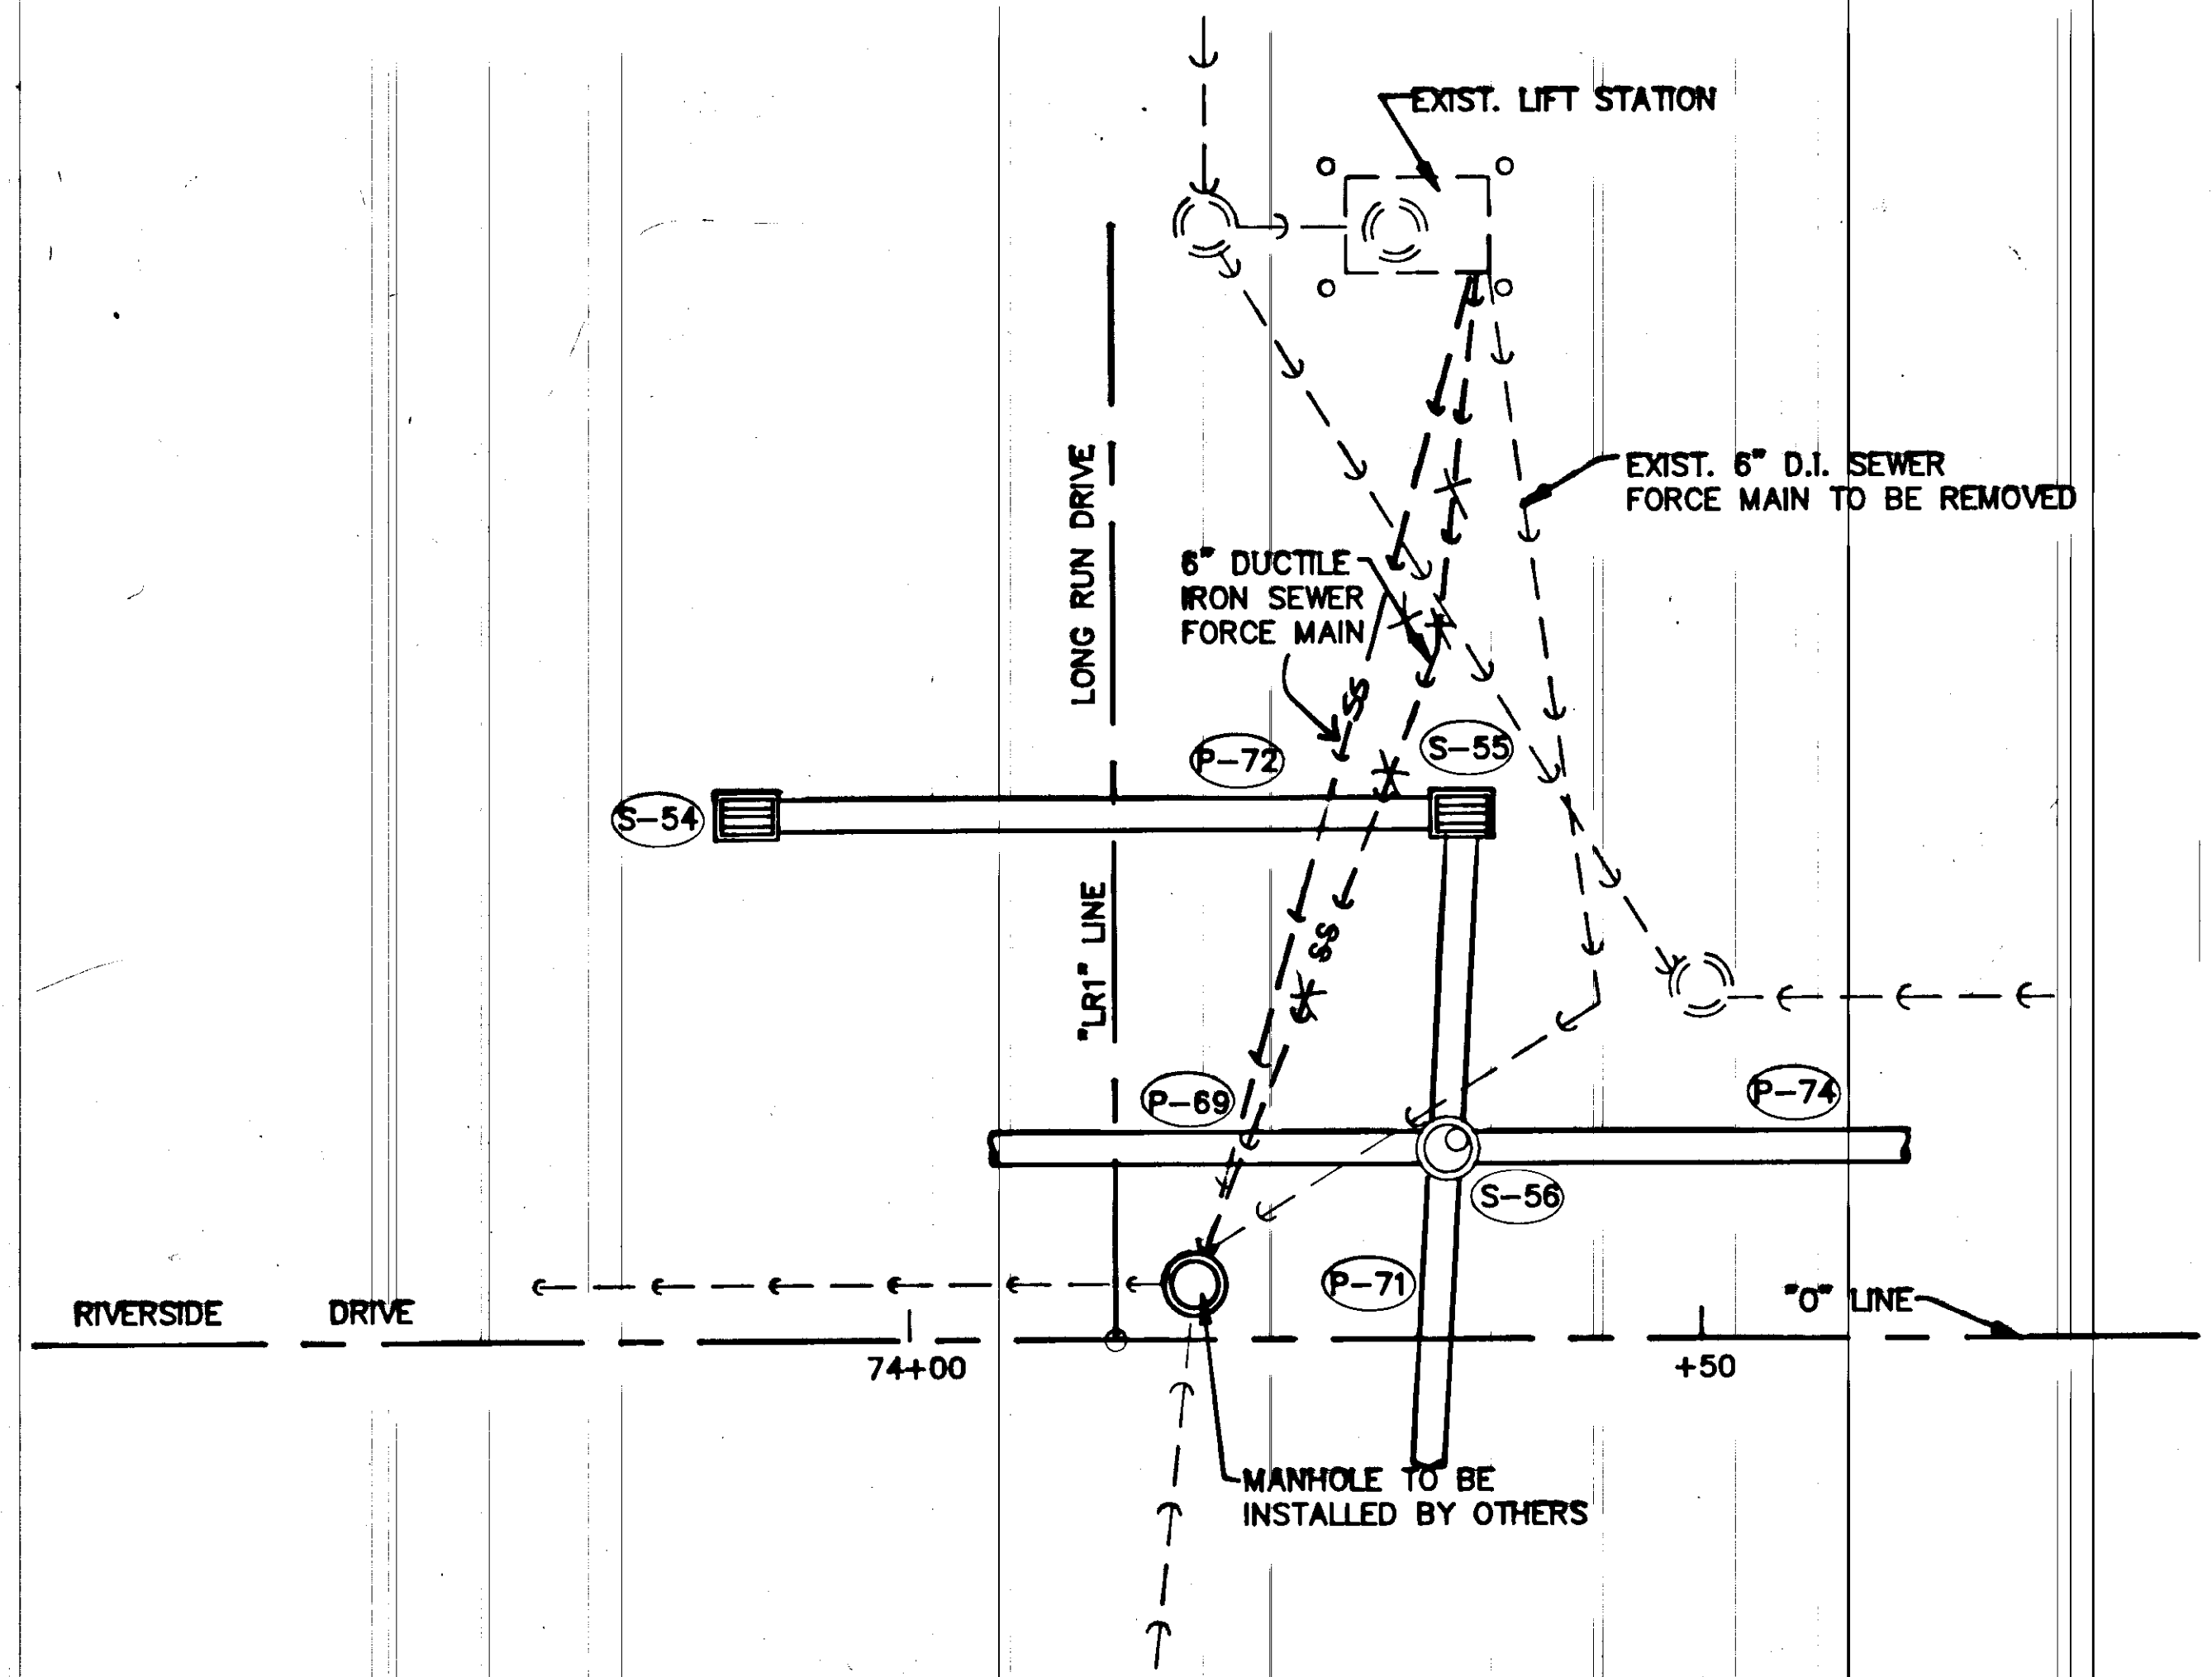 EXIST. LIFT STATION
EXIST. 6" D.I. SEWER
FORCE MAIN TO BE REMOVED
LONG RUN DRIVE
6" DUCTILE
IRON SEWER
FORCE MAIN
SS
P-72
S-55
S-54
"LR1" LINE
SS
P-69
P-74
S-56
P-71
RIVERSIDE DRIVE
"O" LINE
74+00
+50
MANHOLE TO BE
INSTALLED BY OTHERS